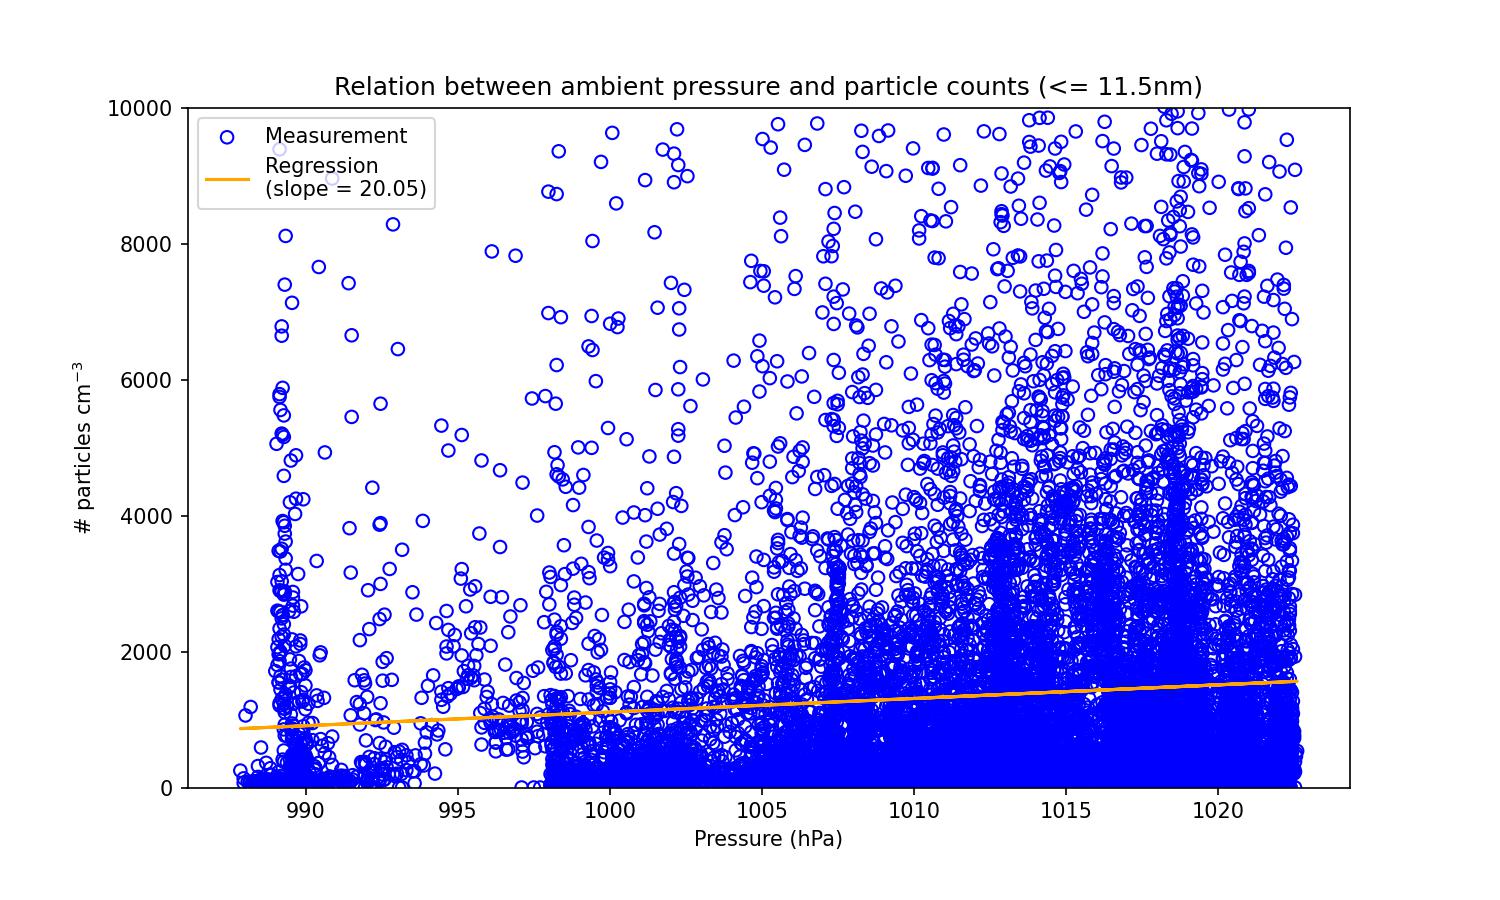 Relation between ambient pressure and particle counts (<= 11.5nm)
10000
8000
6000
4000
2000
0
# particles cm⁻³
Measurement
Regression
(slope = 20.05)
990 995 1000 1005 1010 1015 1020
Pressure (hPa)